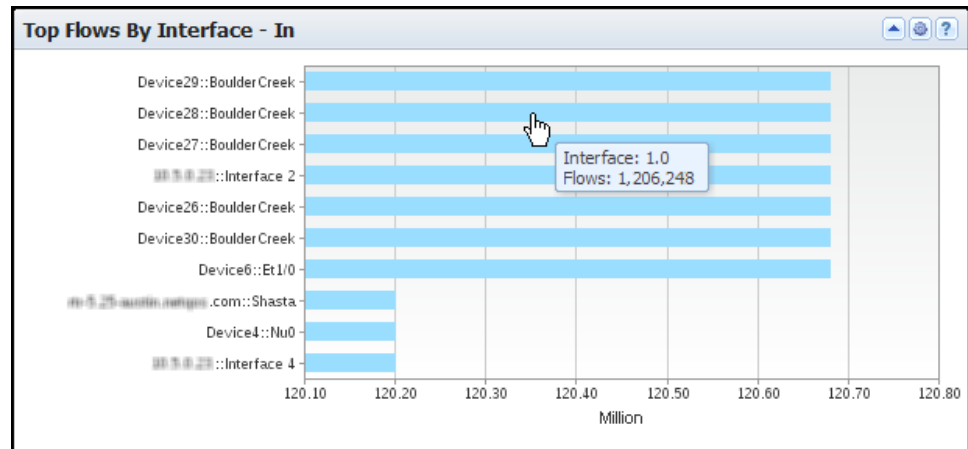 Top Flows By Interface - In
?
Device29::BoulderCreek
Device28::BoulderCreek
Device27::BoulderCreek
::Interface 2
Device26::BoulderCreek
Device30::BoulderCreek
Device6::Et1/0
.com::Shasta
Device4::Nu0
::Interface 4
Interface: 1.0
Flows: 1,206,248
120.10 120.20 120.30 120.40 120.50 120.60 120.70 120.80
Million